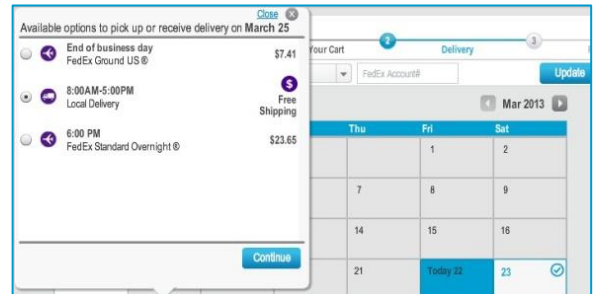 Close
Available options to pick up or receive delivery on March 25
End of business day
FedEx Ground US ®
$7.41
8:00AM-5:00PM
Local Delivery
$
Free
Shipping
6:00 PM
FedEx Standard Overnight ®
$23.65
Continue
Your Cart
2
Delivery
3
FedEx Account#
Update
Mar 2013
Thu Fri Sat
1 2
7 8 9
14 15 16
21 Today 22 23